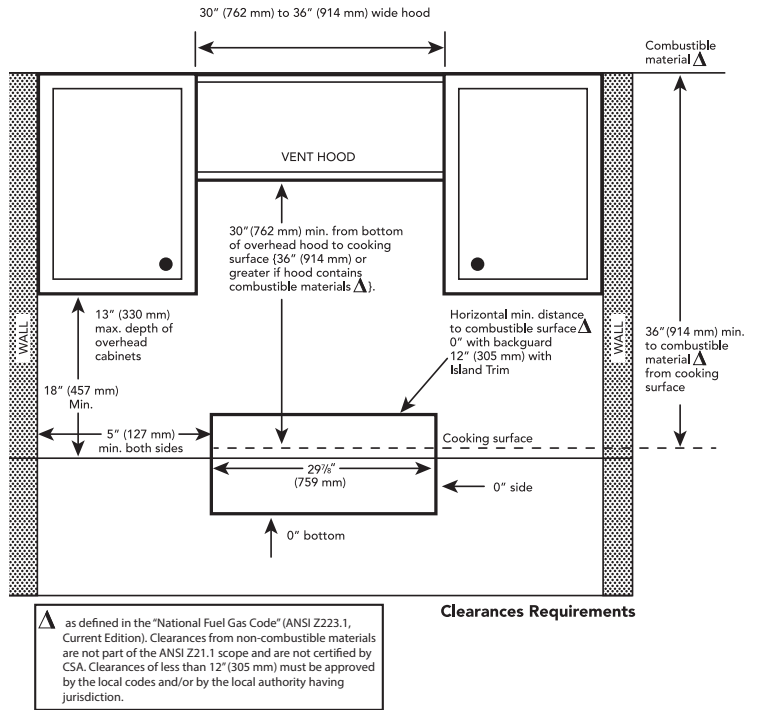 30” (762 mm) to 36” (914 mm) wide hood
Combustible
material Δ
VENT HOOD
30” (762 mm) min. from bottom
of overhead hood to cooking
surface {36” (914 mm) or
greater if hood contains
combustible materials Δ}.
13” (330 mm)
max. depth of
overhead
cabinets
Horizontal min. distance
to combustible surface Δ
0” with backguard
12” (305 mm) with
Island Trim
WALL
WALL
36” (914 mm) min.
to combustible
material Δ
from cooking
surface
18” (457 mm)
Min.
5” (127 mm)
min. both sides
Cooking surface
29⅞”
(759 mm)
0” side
0” bottom
Clearances Requirements
Δ as defined in the “National Fuel Gas Code” (ANSI Z223.1,
Current Edition). Clearances from non-combustible materials
are not part of the ANSI Z21.1 scope and are not certified by
CSA. Clearances of less than 12” (305 mm) must be approved
by the local codes and/or by the local authority having
jurisdiction.